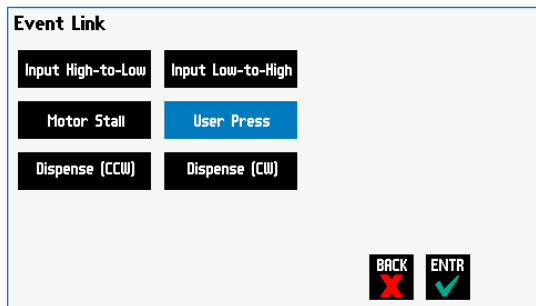 Event Link
Input High-to-Low
Input Low-to-High
Motor Stall
User Press
Dispense (CCW)
Dispense (CW)
BACK
ENTR